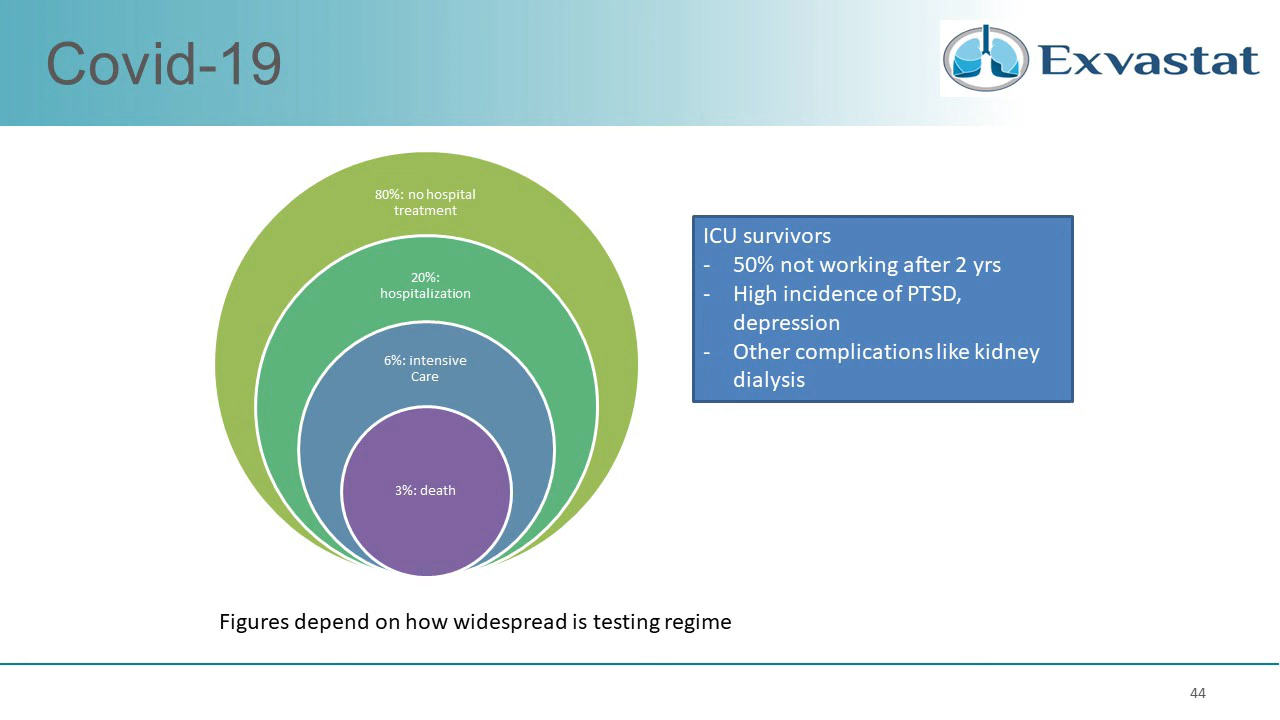 Covid-19
Exvastat
80%: no hospital
treatment
20%:
hospitalization
6%: intensive
Care
3%: death
ICU survivors
- 50% not working after 2 yrs
- High incidence of PTSD,
depression
- Other complications like kidney
dialysis
Figures depend on how widespread is testing regime
44